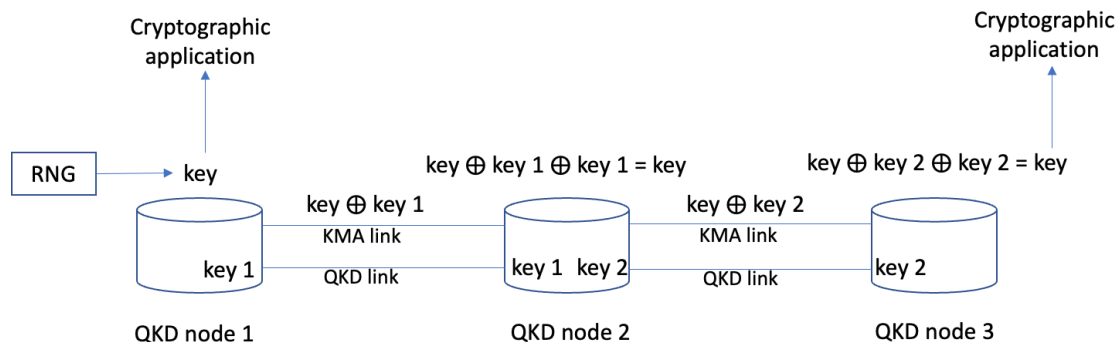 Cryptographic
application
Cryptographic
application
RNG
key
key ⊕ key 1 ⊕ key 1 = key
key ⊕ key 2 ⊕ key 2 = key
key ⊕ key 1
key ⊕ key 2
KMA link
KMA link
key 1
QKD link
key 1
key 2
QKD link
key 2
QKD node 1
QKD node 2
QKD node 3